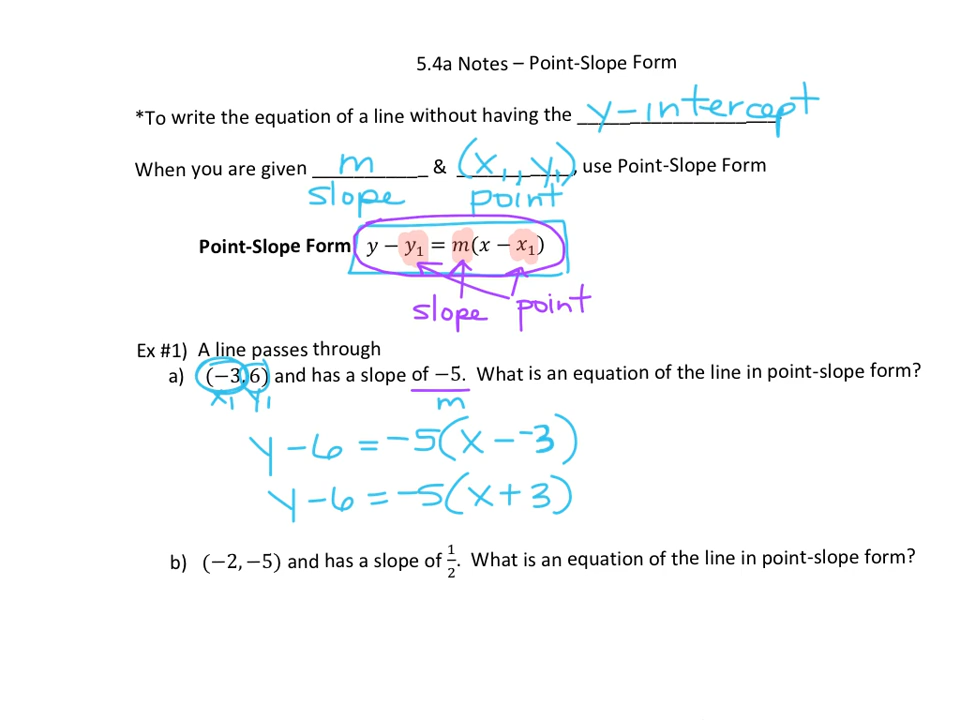 5.4a Notes – Point-Slope Form
*To write the equation of a line without having the y-intercept
When you are given m & (x₁, y₁), use Point-Slope Form
slope point
Point-Slope Form y − y₁ = m(x − x₁)
slope point
Ex #1) A line passes through
a) (−3,6) and has a slope of −5. What is an equation of the line in point-slope form?
x₁ y₁ m
y − 6 = −5(x − ⁻3)
y − 6 = −5(x + 3)
b) (−2,−5) and has a slope of 1/2. What is an equation of the line in point-slope form?